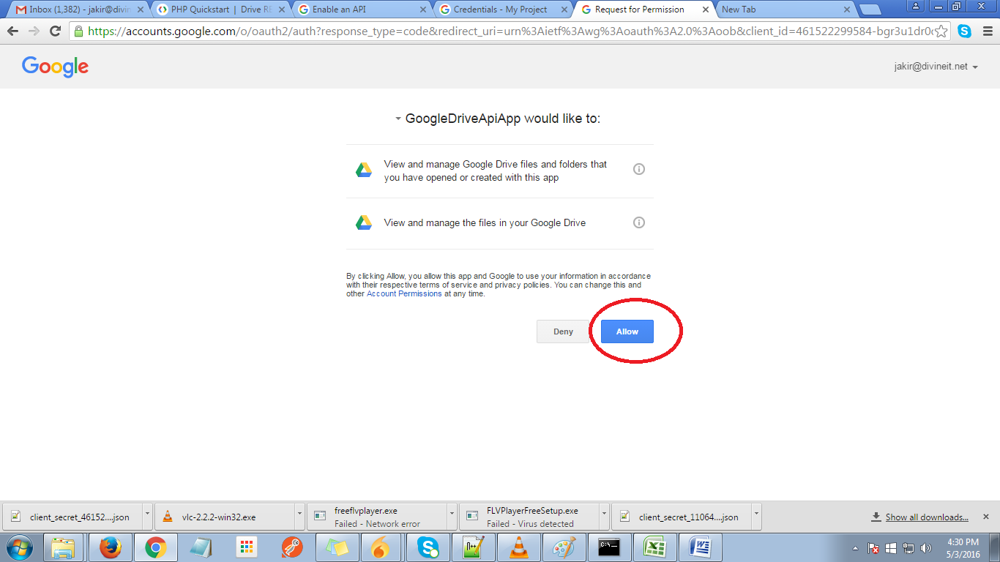 Inbox (1,382) - jakir@divin
PHP Quickstart | Drive RE
Enable an API
Credentials - My Project
Request for Permission
New Tab
https://accounts.google.com/o/oauth2/auth?response_type=code&redirect_uri=urn%3Aietf%3Awg%3Aoauth%3A2.0%3Aoob&client_id=461522299584-bgr3u1dr0
Google
jakir@divineit.net
GoogleDriveApiApp would like to:
View and manage Google Drive files and folders that
you have opened or created with this app
View and manage the files in your Google Drive
By clicking Allow, you allow this app and Google to use your information in accordance
with their respective terms of service and privacy policies. You can change this and
other Account Permissions at any time.
Deny
Allow
client_secret_46152....json
vlc-2.2.2-win32.exe
freeflvplayer.exe
Failed - Network error
FLVPlayerFreeSetup.exe
Failed - Virus detected
client_secret_11064....json
Show all downloads...
4:30 PM
5/3/2016